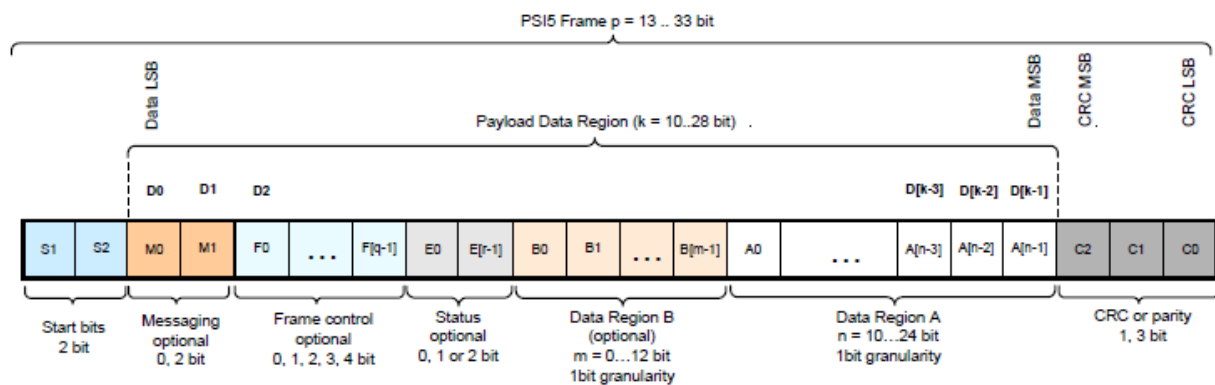 PSI5 Frame p = 13 .. 33 bit
Data LSB
Data MSB
CRC MSB
CRC LSB
Payload Data Region (k = 10..28 bit) .
.
D0 D1 D2 D[k-3] D[k-2] D[k-1]
S1 S2 M0 M1 F0 ... F[q-1] E0 E[r-1] B0 B1 ... B[m-1] A0 ... A[n-3] A[n-2] A[n-1] C2 C1 C0
Start bits
2 bit
Messaging
optional
0, 2 bit
Frame control
optional
0, 1, 2, 3, 4 bit
Status
optional
0, 1 or 2 bit
Data Region B
(optional)
m = 0...12 bit
1bit granularity
Data Region A
n = 10...24 bit
1bit granularity
CRC or parity
1, 3 bit